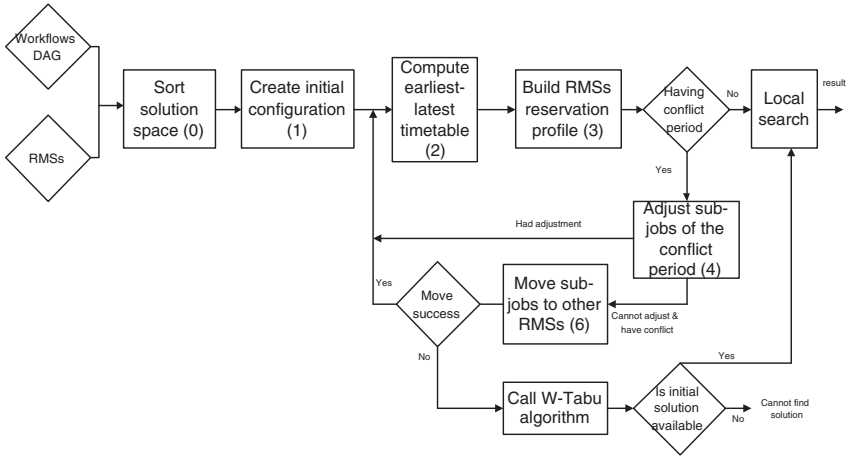 Workflows
DAG
RMSs
Sort
solution
space (0)
Create initial
configuration
(1)
Compute
earliest-
latest
timetable
(2)
Build RMSs
reservation
profile (3)
Having
conflict
period
No
Local
search
result
Yes
Adjust sub-
jobs of the
conflict
period (4)
Had adjustment
Cannot adjust &
have conflict
Move sub-
jobs to other
RMSs (6)
Move
success
Yes
No
Call W-Tabu
algorithm
Is initial
solution
available
Yes
No
Cannot find
solution